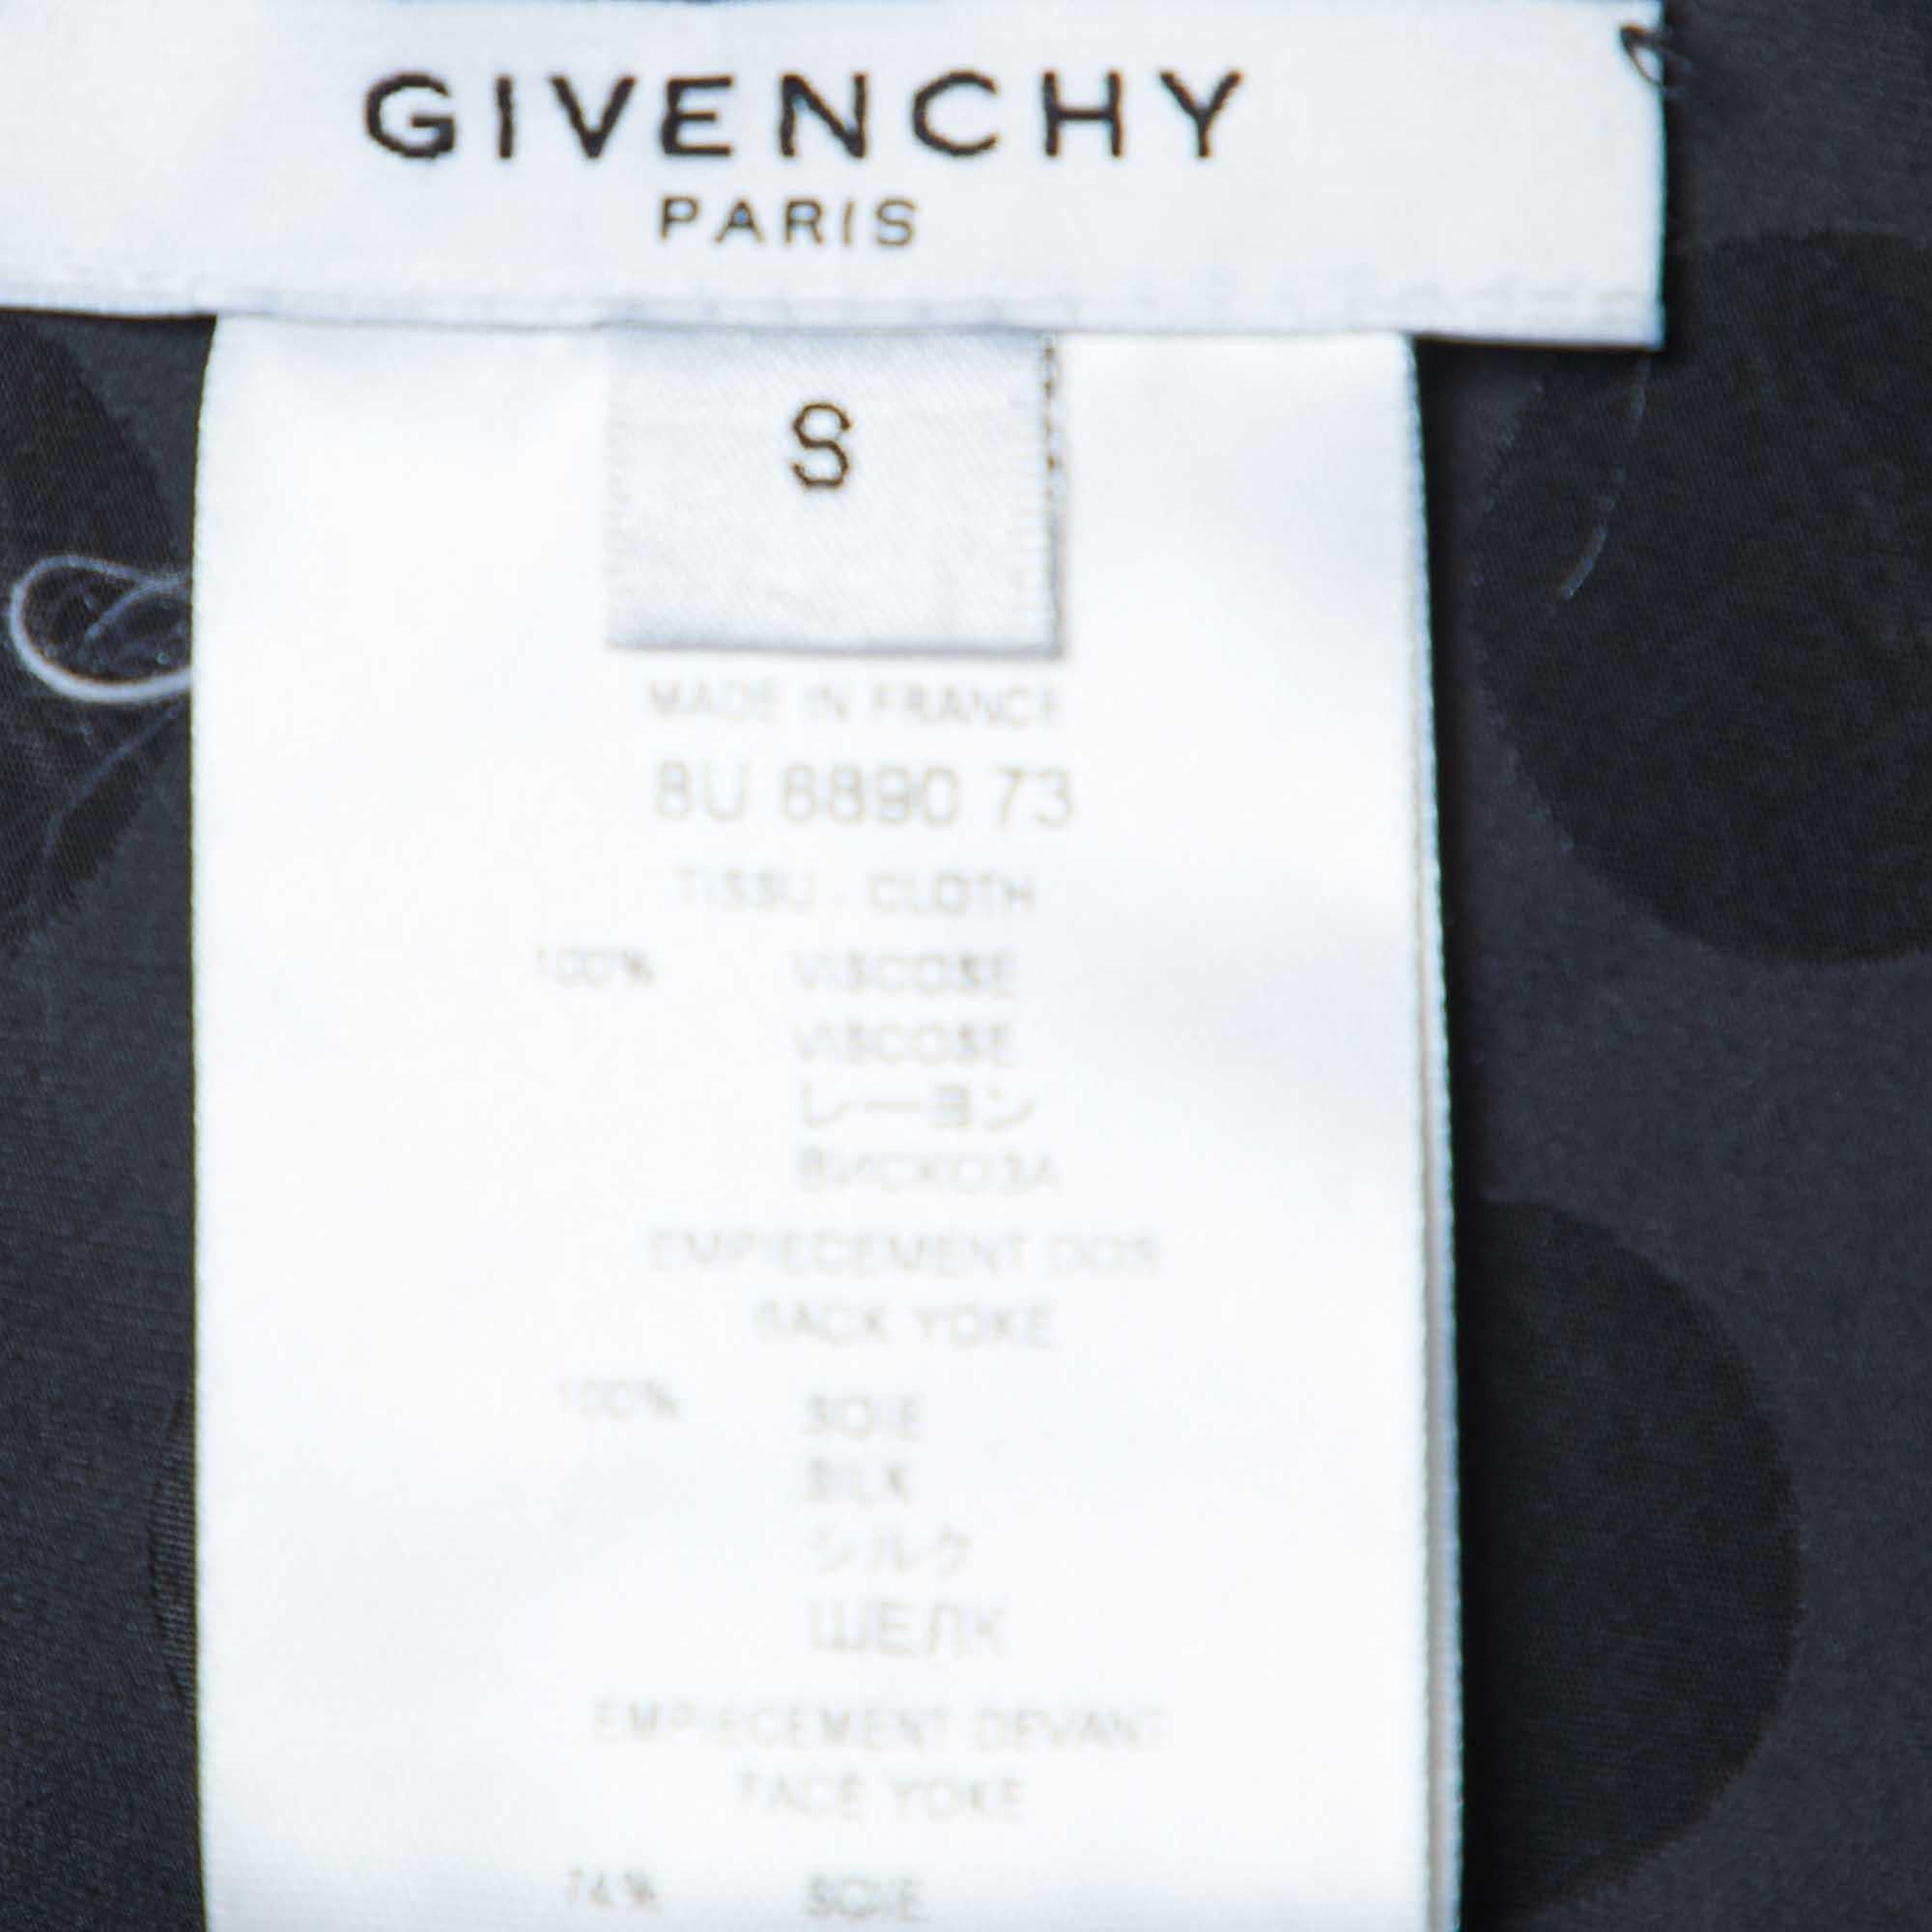 GIVENCHY
PARIS
S
MADE IN FRANCE
8U 6890 73
TISSU - CLOTH
100% VISCOSE
VISCOSE
レーヨン
ВИСКОЗА
EMPIECEMENT DOS
BACK YOKE
100% SOIE
SILK
シルク
ШЕЛК
EMPIECEMENT DEVANT
FACE YOKE
74% SOIE